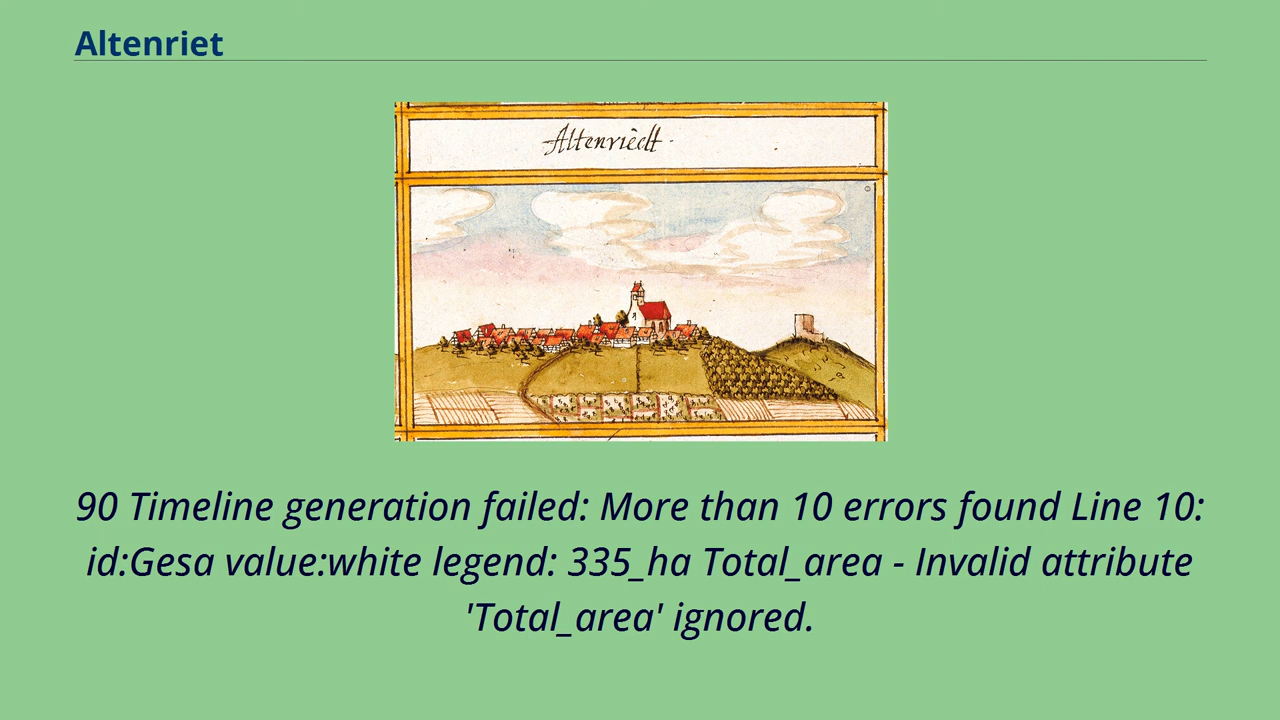 Altenriet
Altenriedt.
90 Timeline generation failed: More than 10 errors found Line 10:
id:Gesa value:white legend: 335_ha Total_area - Invalid attribute
'Total_area' ignored.